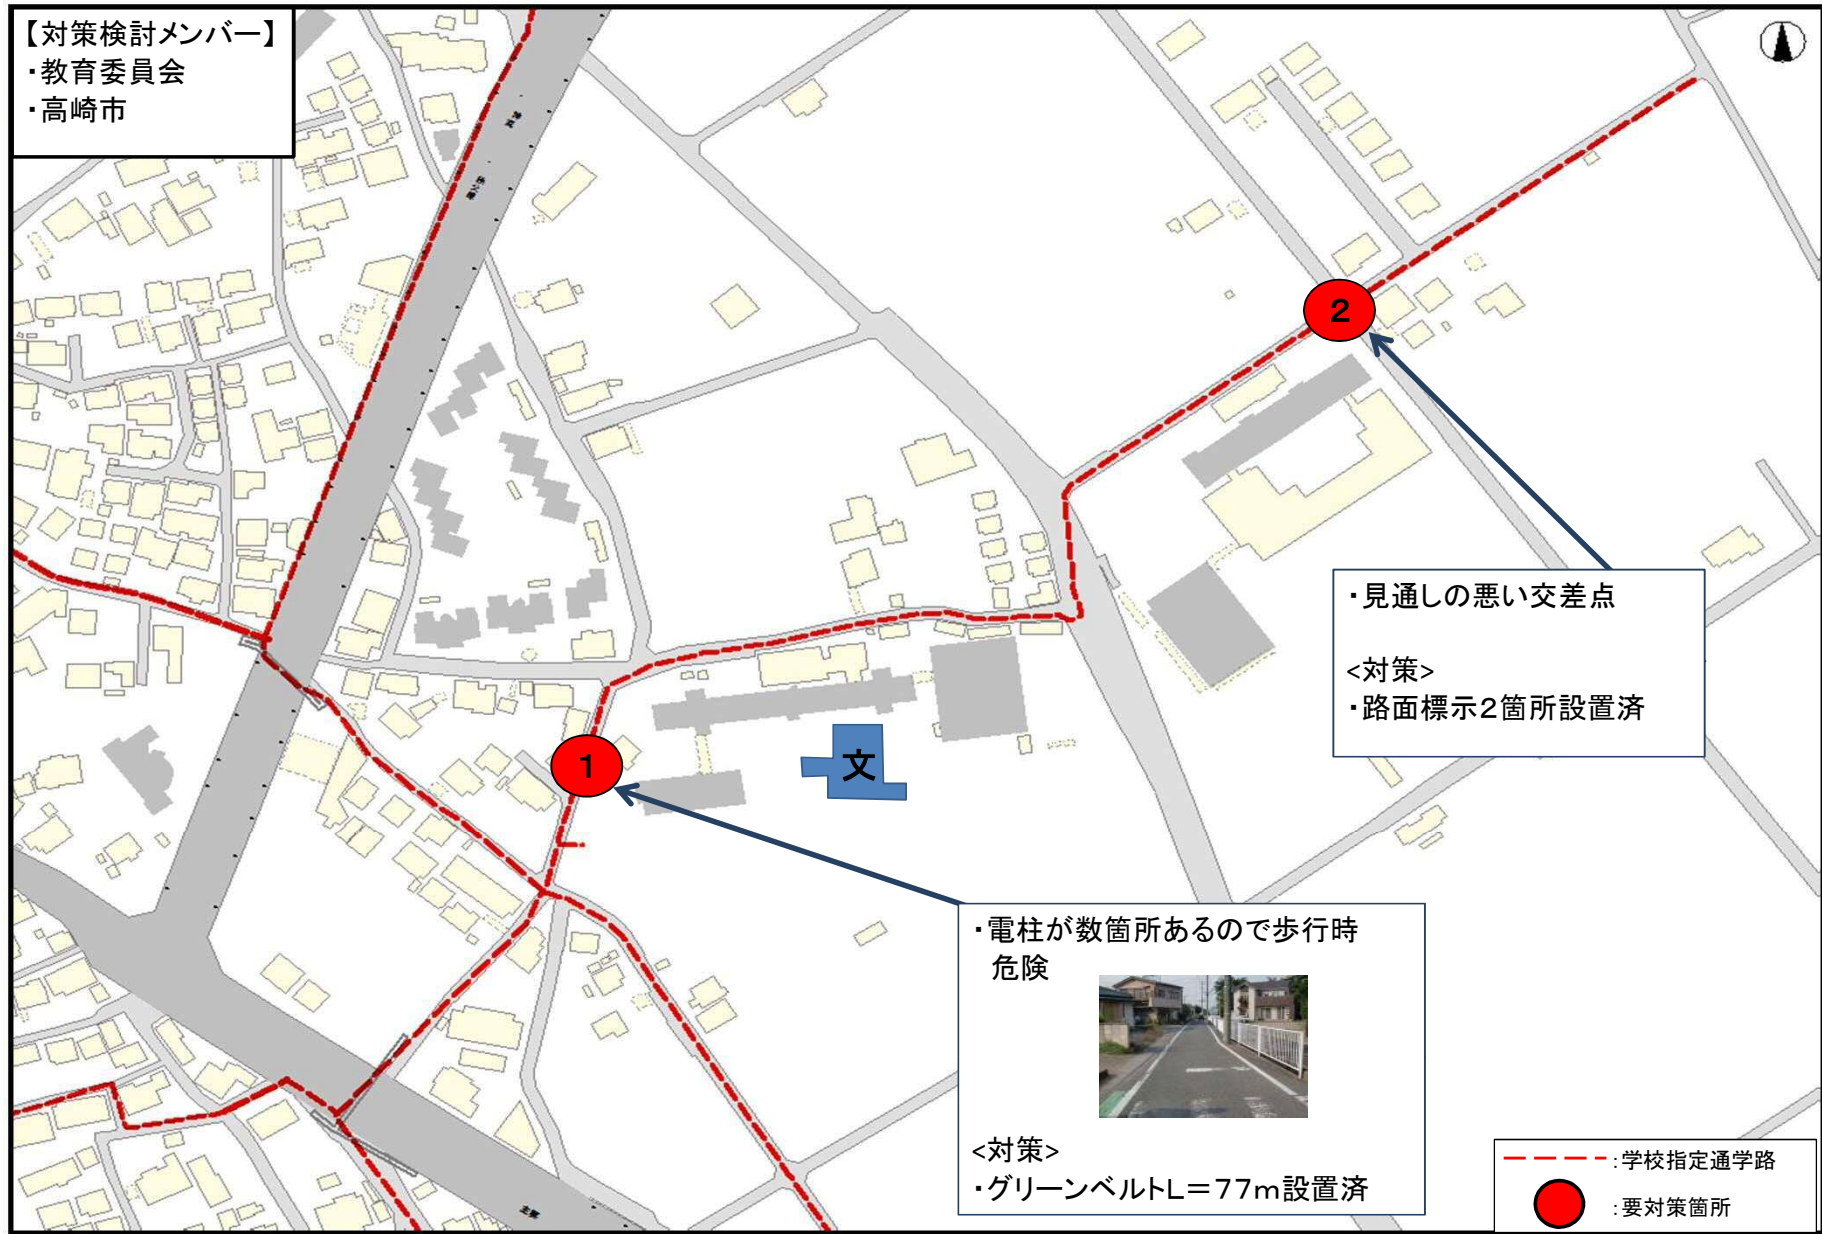 【対策検討メンバー】
・教育委員会
・高崎市
2
・見通しの悪い交差点
<対策>
・路面標示2箇所設置済
1
文
・電柱が数箇所あるので歩行時
危険
<対策>
・グリーンベルトL=77m設置済
:学校指定通学路
:要対策箇所